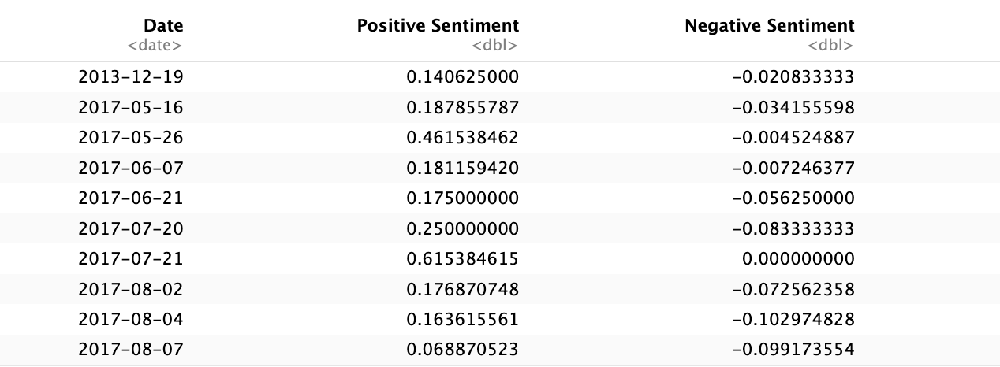 Date Positive Sentiment Negative Sentiment
<date> <dbl> <dbl>
2013-12-19 0.140625000 -0.020833333
2017-05-16 0.187855787 -0.034155598
2017-05-26 0.461538462 -0.004524887
2017-06-07 0.181159420 -0.007246377
2017-06-21 0.175000000 -0.056250000
2017-07-20 0.250000000 -0.083333333
2017-07-21 0.615384615 0.000000000
2017-08-02 0.176870748 -0.072562358
2017-08-04 0.163615561 -0.102974828
2017-08-07 0.068870523 -0.099173554